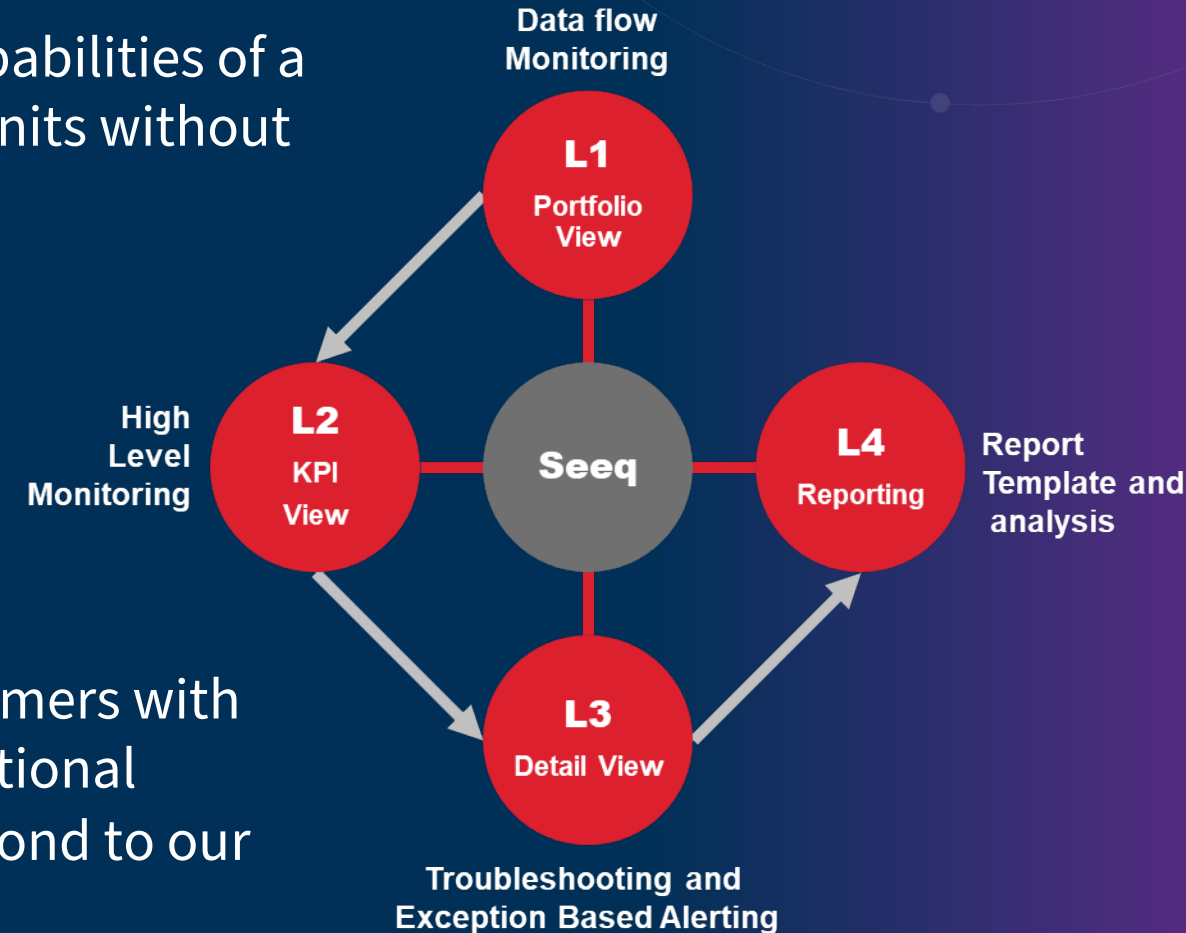 pabilities of a
nits without
mers with
tional
ond to our
Data flow
Monitoring
L1
Portfolio
View
High
Level
Monitoring
L2
KPI
View
Seeq
L4
Reporting
Report
Template and
analysis
L3
Detail View
Troubleshooting and
Exception Based Alerting